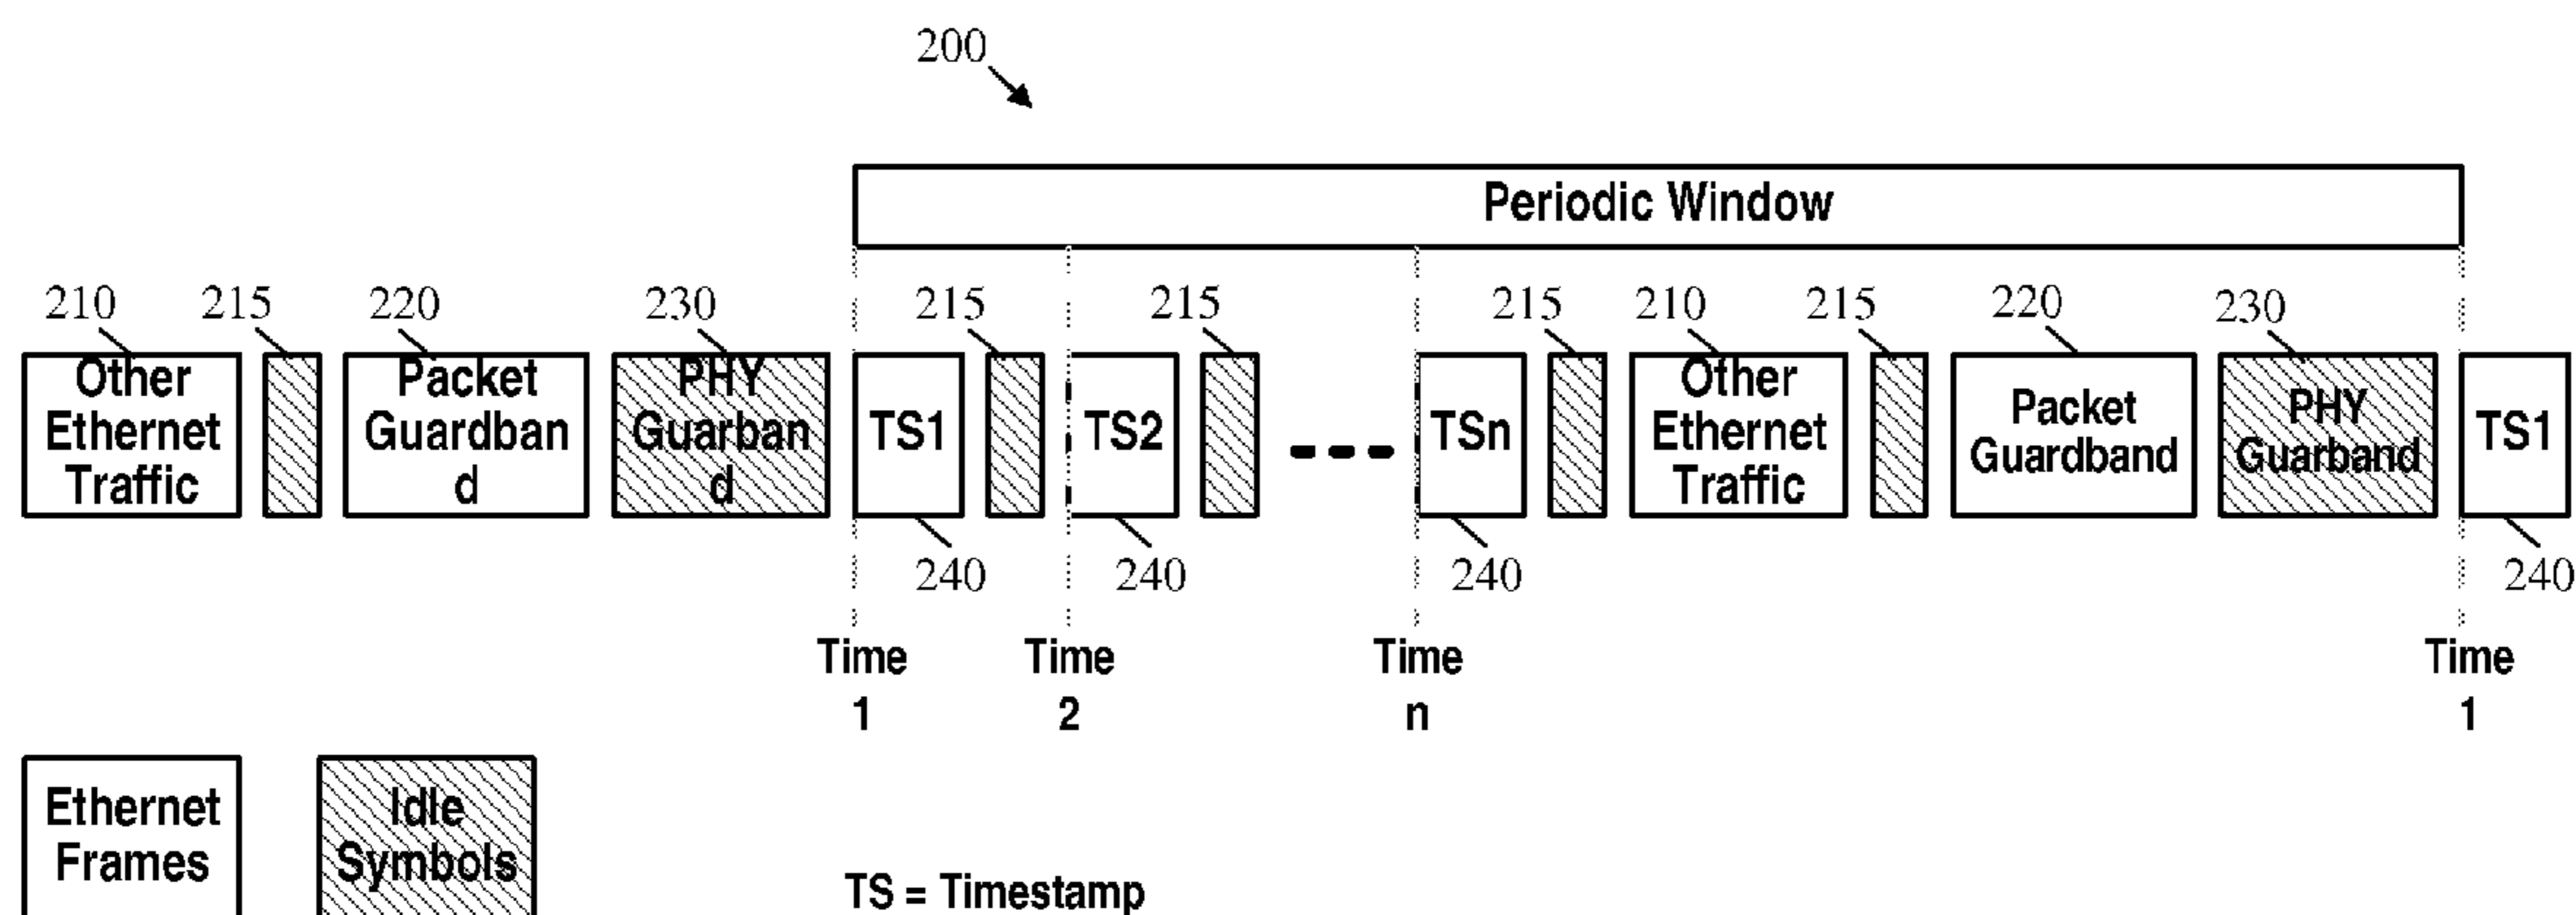 200
Periodic Window
210 215 220 230 215 215 215 210 215 220 230
Other
Ethernet
Traffic
Packet
Guardban
d
PHY
Guarban
d
TS1
TS2
TSn
Other
Ethernet
Traffic
Packet
Guardband
PHY
Guarband
TS1
240 240 240 240
Time
1
Time
2
Time
n
Time
1
Ethernet
Frames
Idle
Symbols
TS = Timestamp